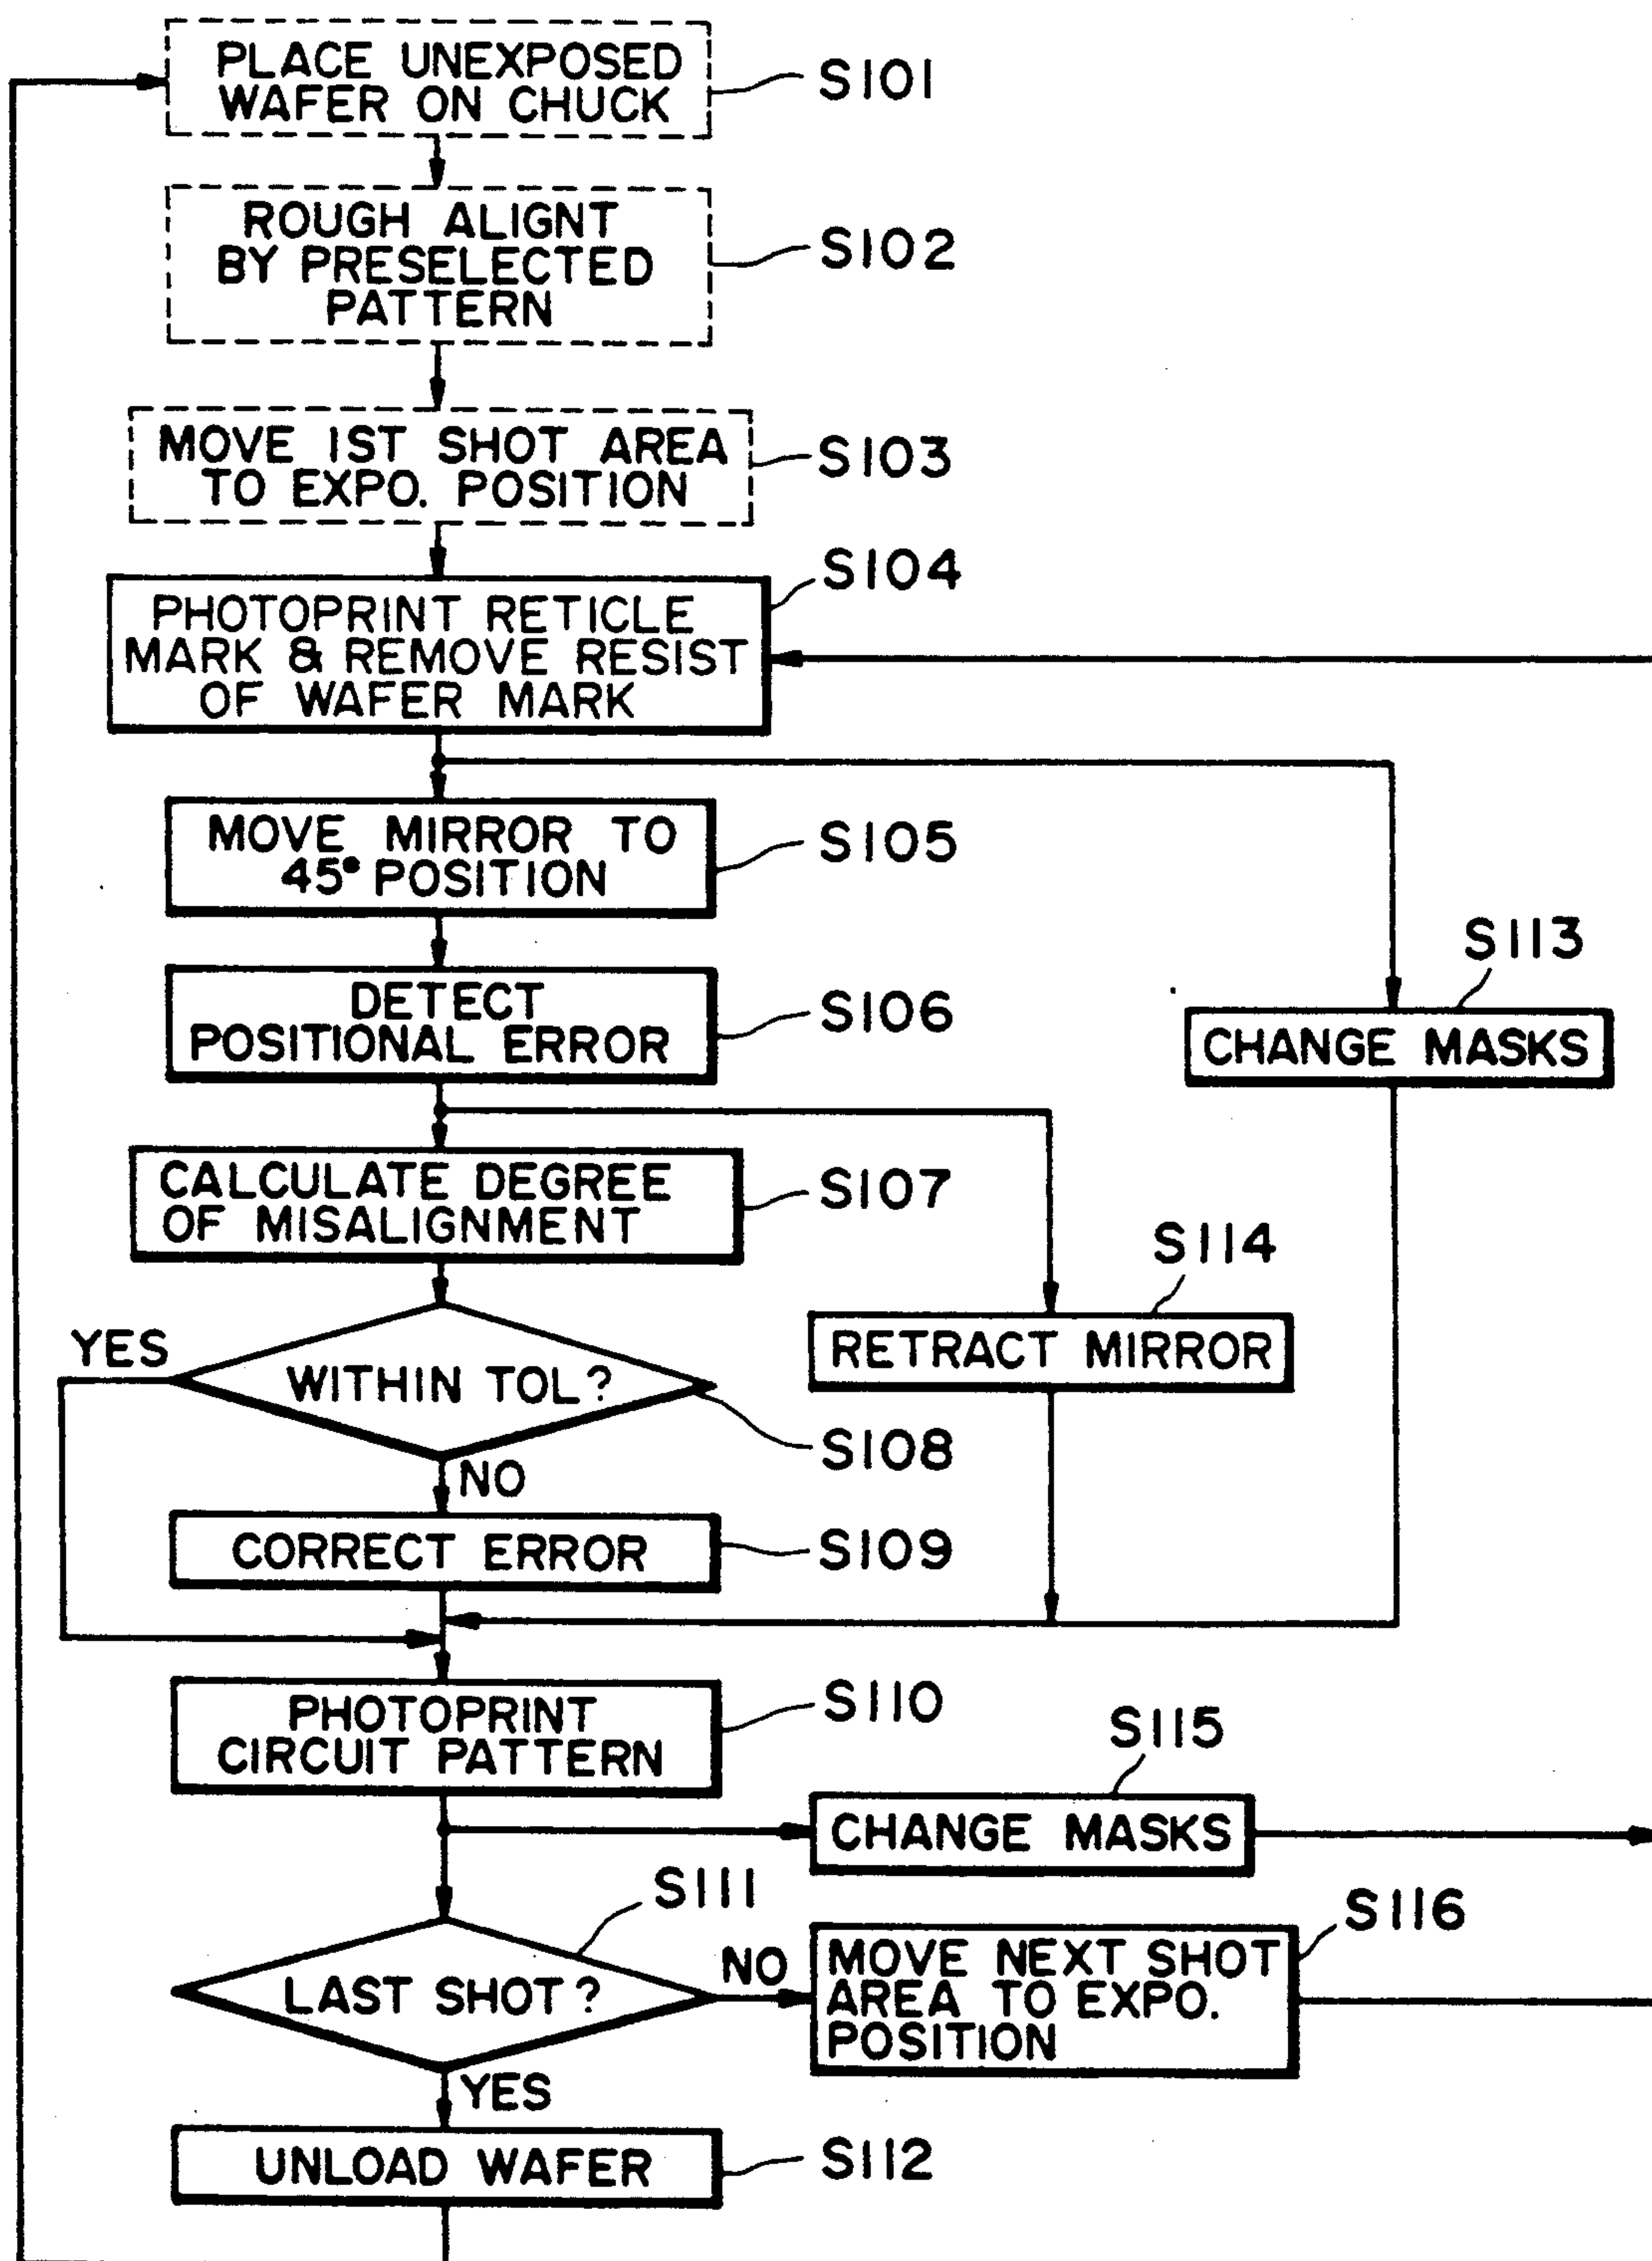 PLACE UNEXPOSED
WAFER ON CHUCK
S101
ROUGH ALIGNT
BY PRESELECTED
PATTERN
S102
MOVE 1ST SHOT AREA
TO EXPO. POSITION
S103
PHOTOPRINT RETICLE
MARK & REMOVE RESIST
OF WAFER MARK
S104
MOVE MIRROR TO
45° POSITION
S105
DETECT
POSITIONAL ERROR
S106
CHANGE MASKS
S113
CALCULATE DEGREE
OF MISALIGNMENT
S107
RETRACT MIRROR
S114
WITHIN TOL?
S108
YES
NO
CORRECT ERROR
S109
PHOTOPRINT
CIRCUIT PATTERN
S110
CHANGE MASKS
S115
LAST SHOT?
S111
NO
MOVE NEXT SHOT
AREA TO EXPO.
POSITION
S116
YES
UNLOAD WAFER
S112